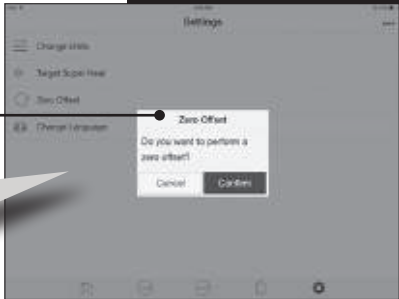 Settings
Change Units
Target Super Heat
Zero Offset
Change Language
Zero Offset
Do you want to perform a
zero offset?
Cancel
Confirm